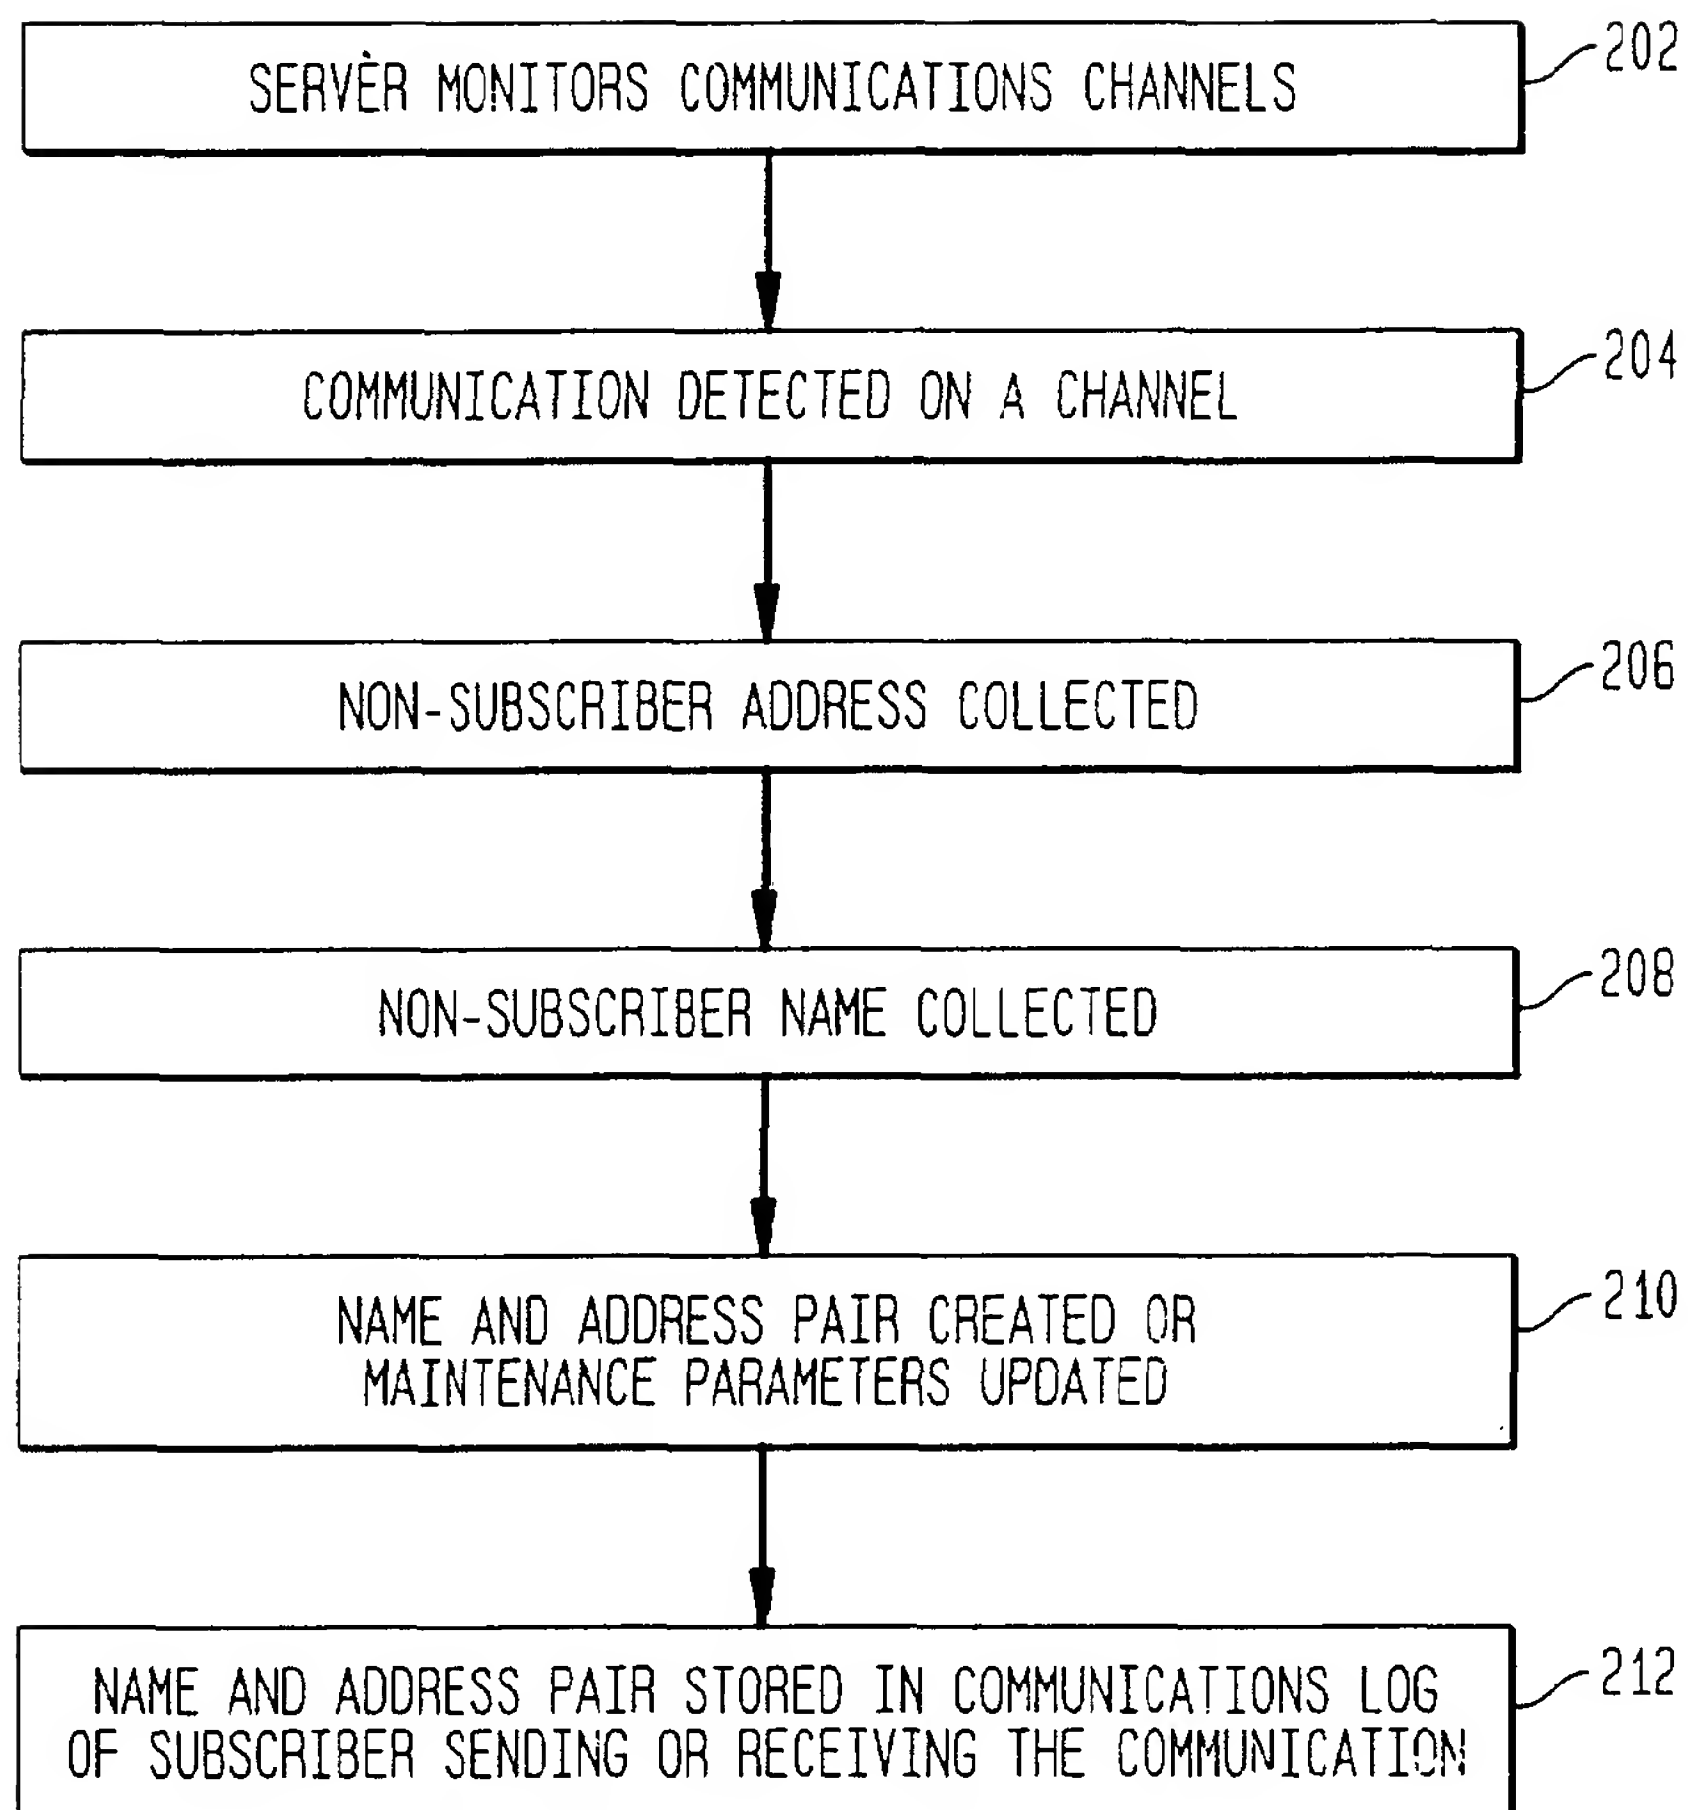 SERVER MONITORS COMMUNICATIONS CHANNELS
202
COMMUNICATION DETECTED ON A CHANNEL
204
NON-SUBSCRIBER ADDRESS COLLECTED
206
NON-SUBSCRIBER NAME COLLECTED
208
NAME AND ADDRESS PAIR CREATED OR
MAINTENANCE PARAMETERS UPDATED
210
NAME AND ADDRESS PAIR STORED IN COMMUNICATIONS LOG
OF SUBSCRIBER SENDING OR RECEIVING THE COMMUNICATION
212